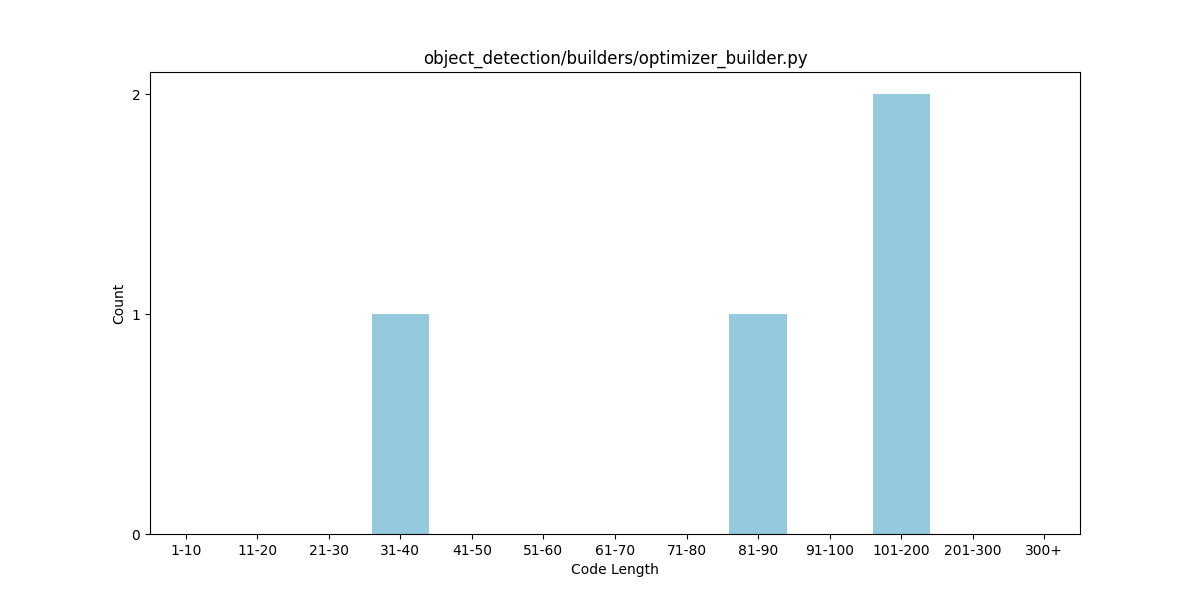 object_detection/builders/optimizer_builder.py
2
1
0
Count
1-10 11-20 21-30 31-40 41-50 51-60 61-70 71-80 81-90 91-100 101-200 201-300 300+
Code Length